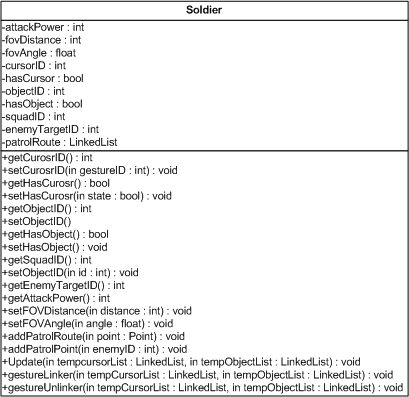 Soldier
-attackPower : int
-fovDistance : int
-fovAngle : float
-cursorID : int
-hasCursor : bool
-objectID : int
-hasObject : bool
-squadID : int
-enemyTargetID : int
-patrolRoute : LinkedList
+getCurosrID() : int
+setCurosrID(in gestureID : int) : void
+getHasCurosr() : bool
+setHasCurosr(in state : bool) : void
+getObjectID() : int
+setObjectID()
+getHasObject() : bool
+setHasObject() : void
+getSquadID() : int
+setObjectID(in id : int) : void
+getEnemyTargetID() : int
+getAttackPower() : int
+setFOVDistance(in distance : int) : void
+setFOVAngle(in angle : float) : void
+addPatrolRoute(in point : Point) : void
+addPatrolPoint(in enemyID : int) : void
+Update(in tempcursorList : LinkedList, in tempObjectList : LinkedList) : void
+gestureLinker(in tempCursorList : LinkedList, in tempObjectList : LinkedList) : void
+gestureUnlinker(in tempCursorList : LinkedList, in tempObjectList : LinkedList) : void